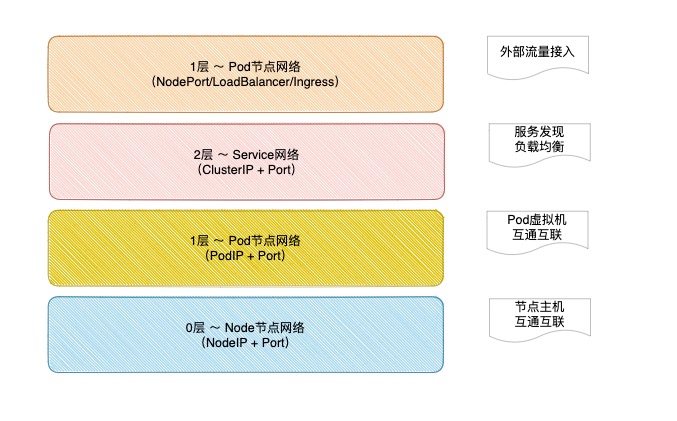 1层 ～ Pod节点网络
（NodePort/LoadBalancer/Ingress）
外部流量接入
2层 ～ Service网络
（ClusterIP + Port）
服务发现
负载均衡
1层 ～ Pod节点网络
（PodIP + Port）
Pod虚拟机
互通互联
0层 ～ Node节点网络
（NodeIP + Port）
节点主机
互通互联